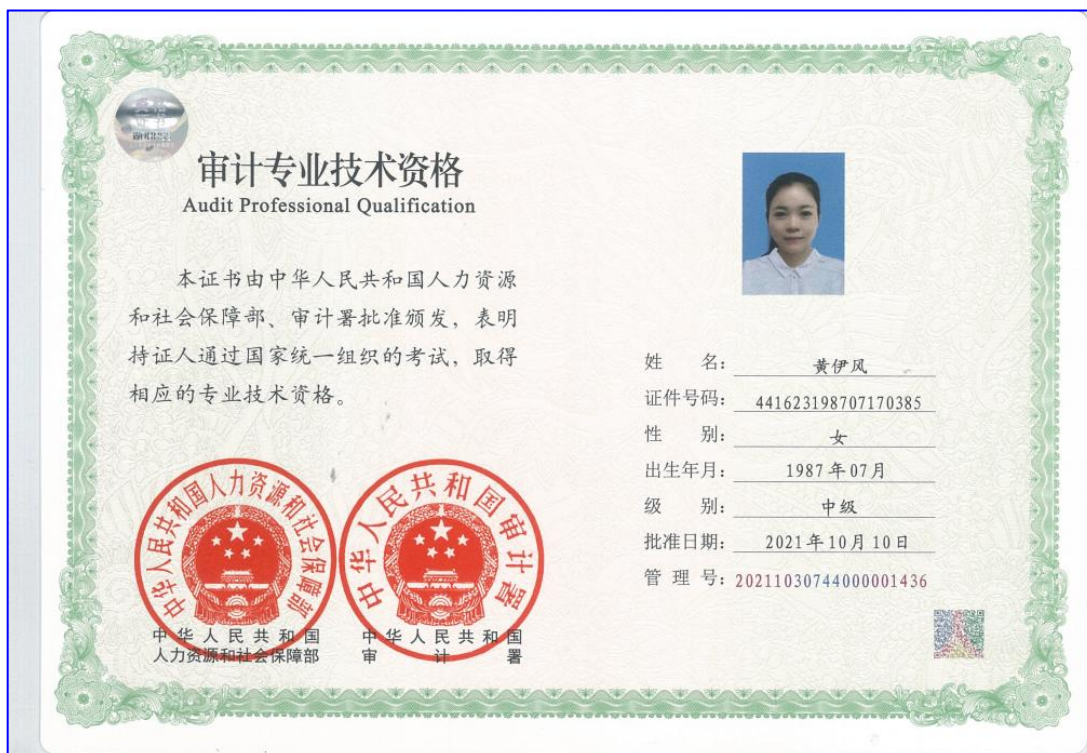 审计专业技术资格
Audit Professional Qualification
本证书由中华人民共和国人力资源
和社会保障部、审计署批准颁发，表明
持证人通过国家统一组织的考试，取得
相应的专业技术资格。
姓 名： 黄伊风
证件号码： 441623198707170385
性 别： 女
出生年月： 1987年07月
级 别： 中级
批准日期： 2021年10月10日
管 理 号： 20211030744000001436
中华人民共和国人力资源和社会保障部
中华人民共和国审计署
中华人民共和国
人力资源和社会保障部
中华人民共和国
审计署